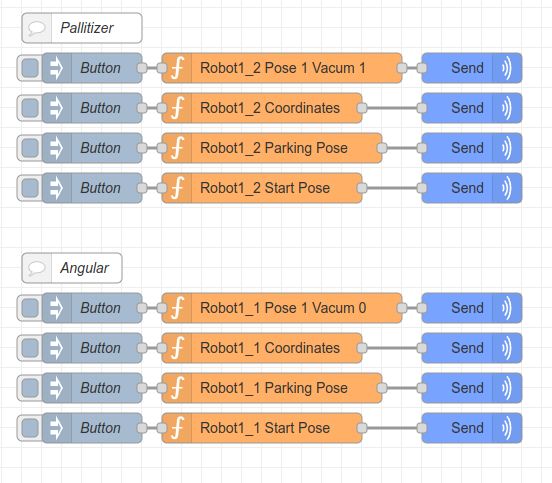 Pallitizer
Button Robot1_2 Pose 1 Vacum 1 Send
Button Robot1_2 Coordinates Send
Button Robot1_2 Parking Pose Send
Button Robot1_2 Start Pose Send
Angular
Button Robot1_1 Pose 1 Vacum 0 Send
Button Robot1_1 Coordinates Send
Button Robot1_1 Parking Pose Send
Button Robot1_1 Start Pose Send